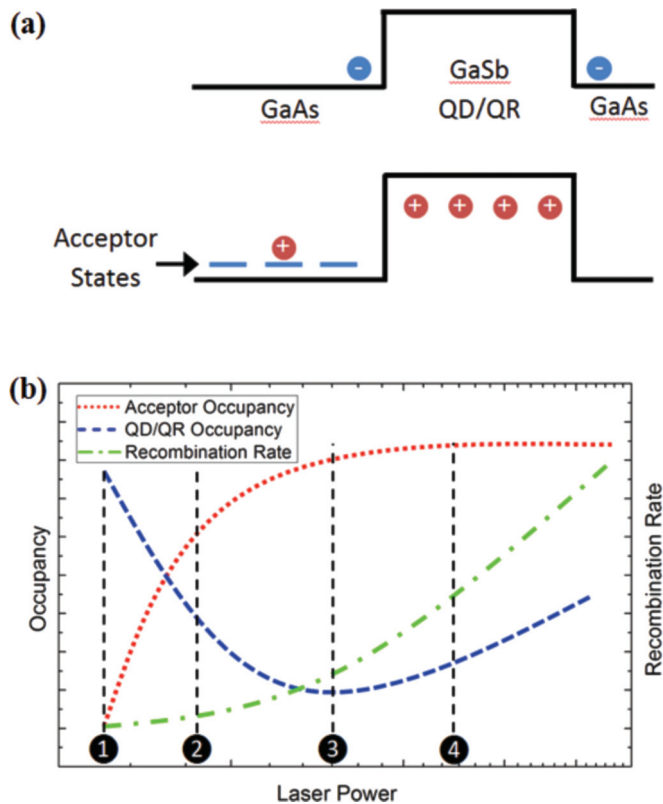 (a)
-
-
GaSb
QD/QR
GaAs
GaAs
Acceptor
States
+
+ + + +
(b)
Acceptor Occupancy
QD/QR Occupancy
Recombination Rate
Occupancy
Recombination Rate
1 2 3 4
Laser Power